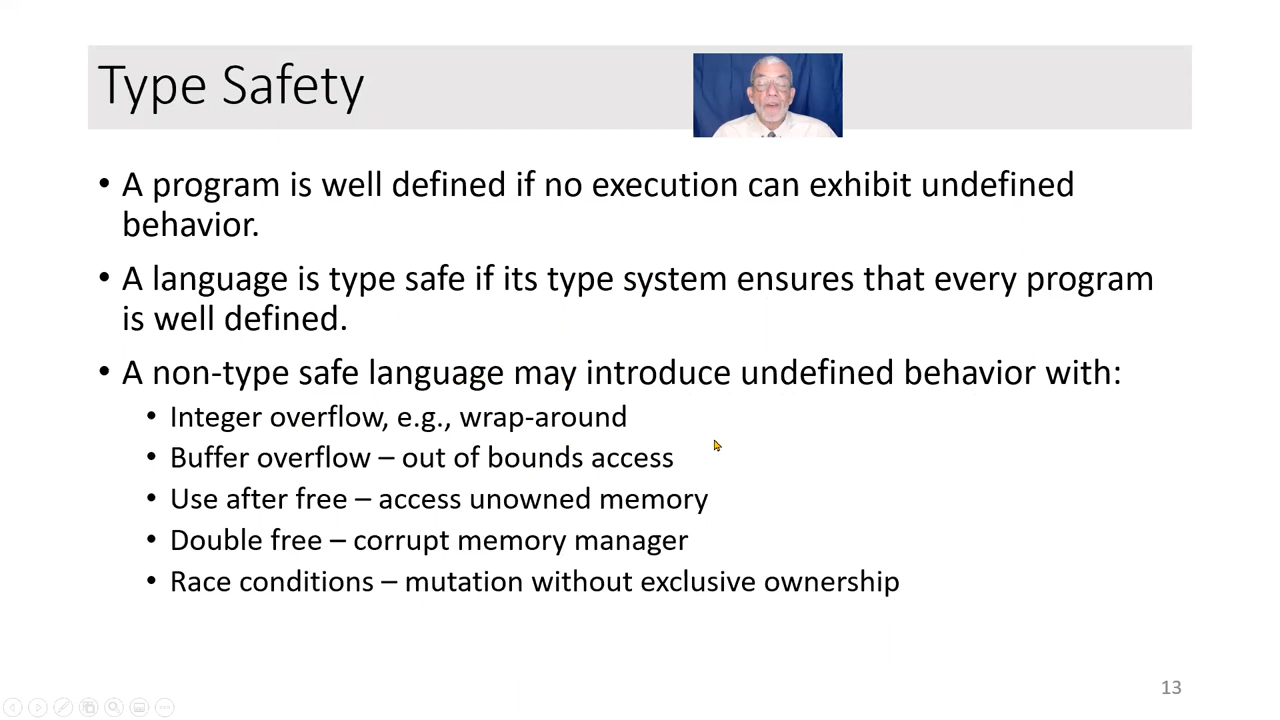 Type Safety
• A program is well defined if no execution can exhibit undefined
behavior.
• A language is type safe if its type system ensures that every program
is well defined.
• A non-type safe language may introduce undefined behavior with:
• Integer overflow, e.g., wrap-around
• Buffer overflow – out of bounds access
• Use after free – access unowned memory
• Double free – corrupt memory manager
• Race conditions – mutation without exclusive ownership
13